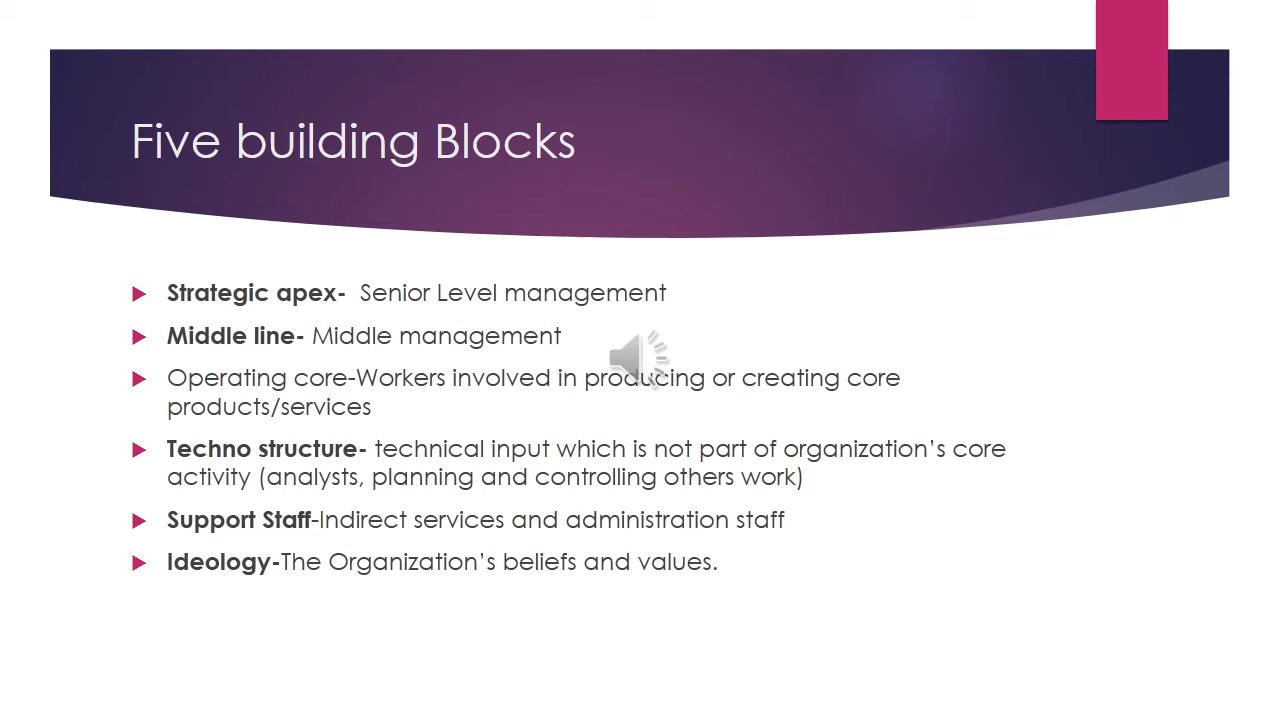 Five building Blocks
Strategic apex- Senior Level management
Middle line- Middle management
Operating core-Workers involved in producing or creating core
products/services
Techno structure- technical input which is not part of organization’s core
activity (analysts, planning and controlling others work)
Support Staff-Indirect services and administration staff
Ideology-The Organization’s beliefs and values.